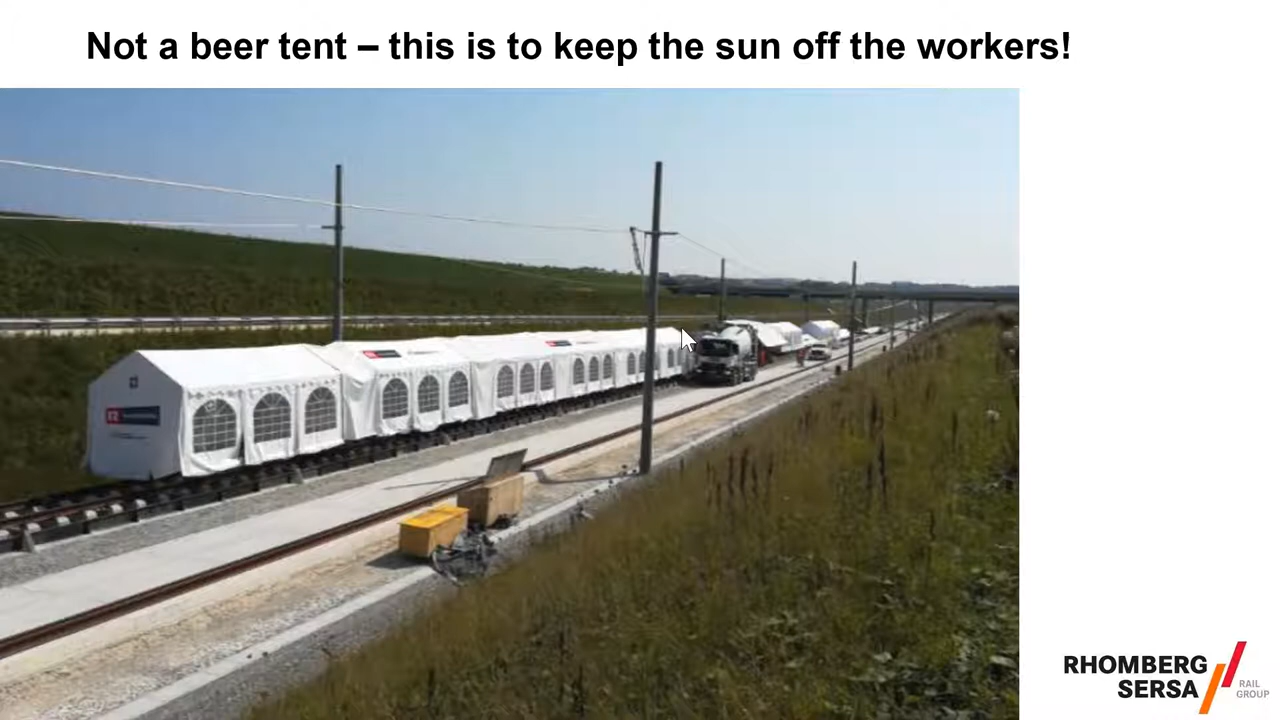 Not a beer tent – this is to keep the sun off the workers!
RHOMBERG
SERSA
RAIL
GROUP